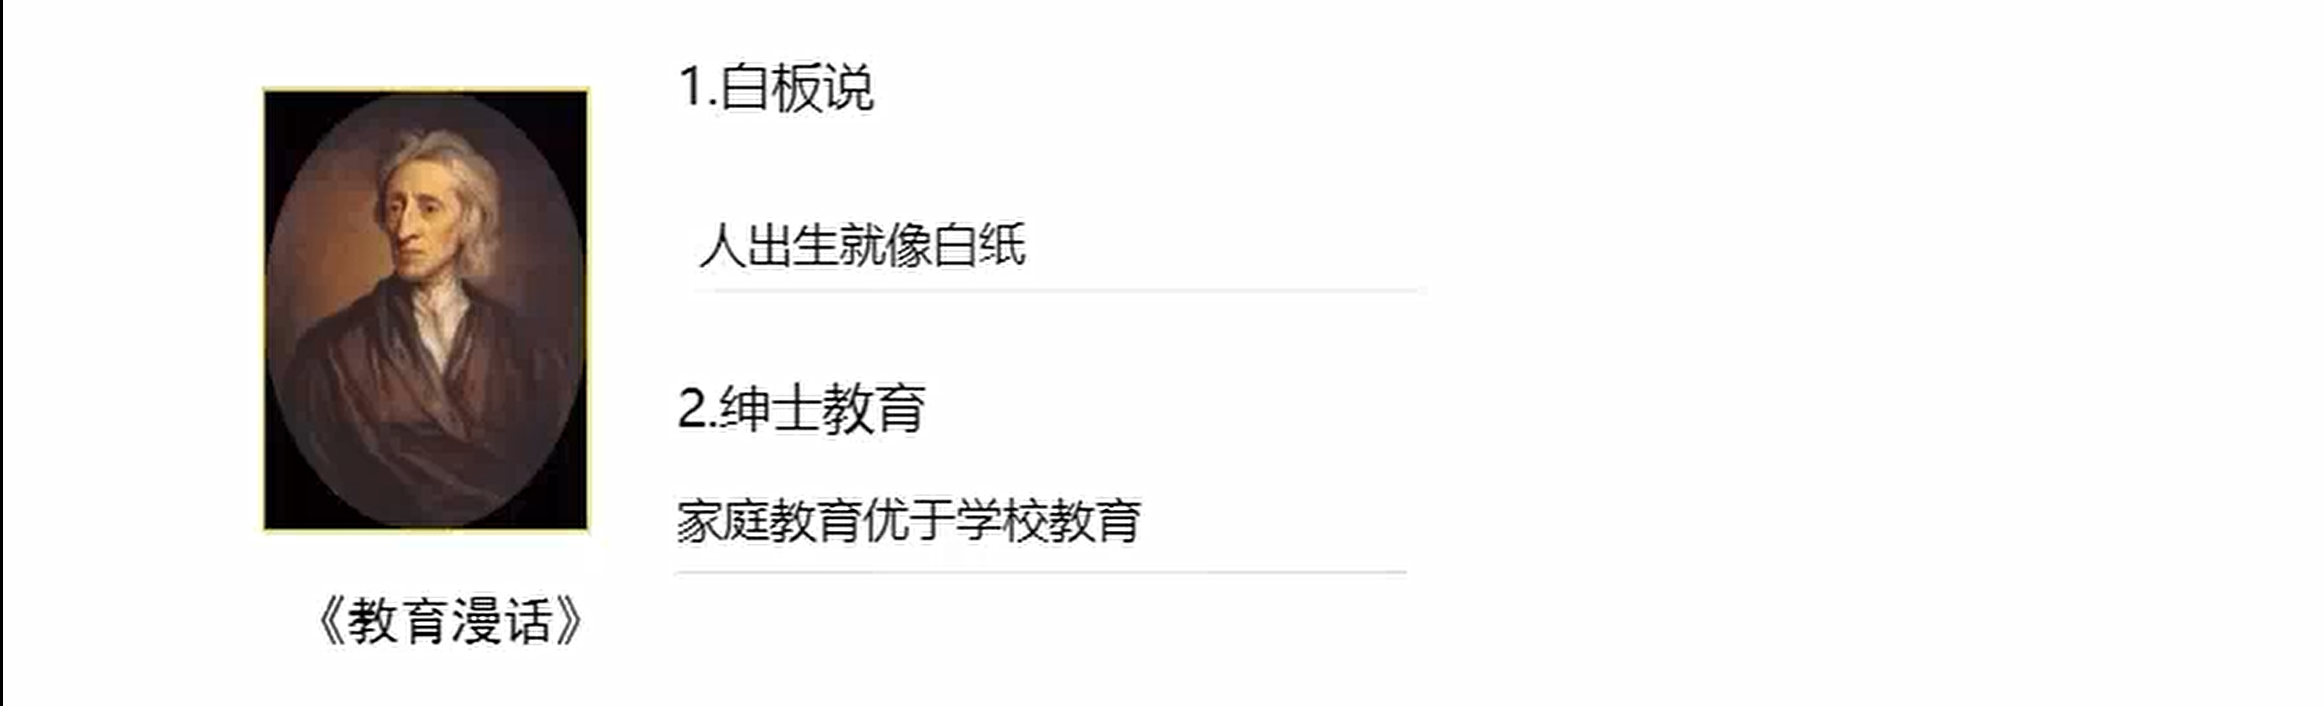 1.白板说
人出生就像白纸
2.绅士教育
家庭教育优于学校教育
《教育漫话》